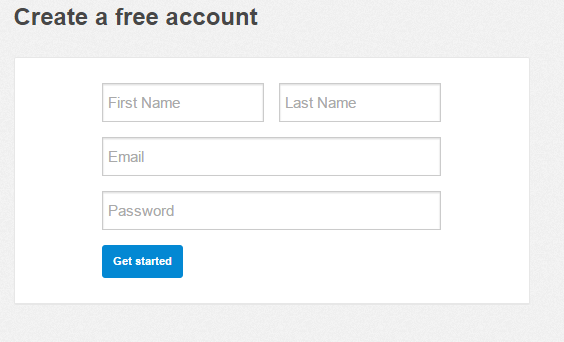 Create a free account
First Name Last Name
Email
Password
Get started